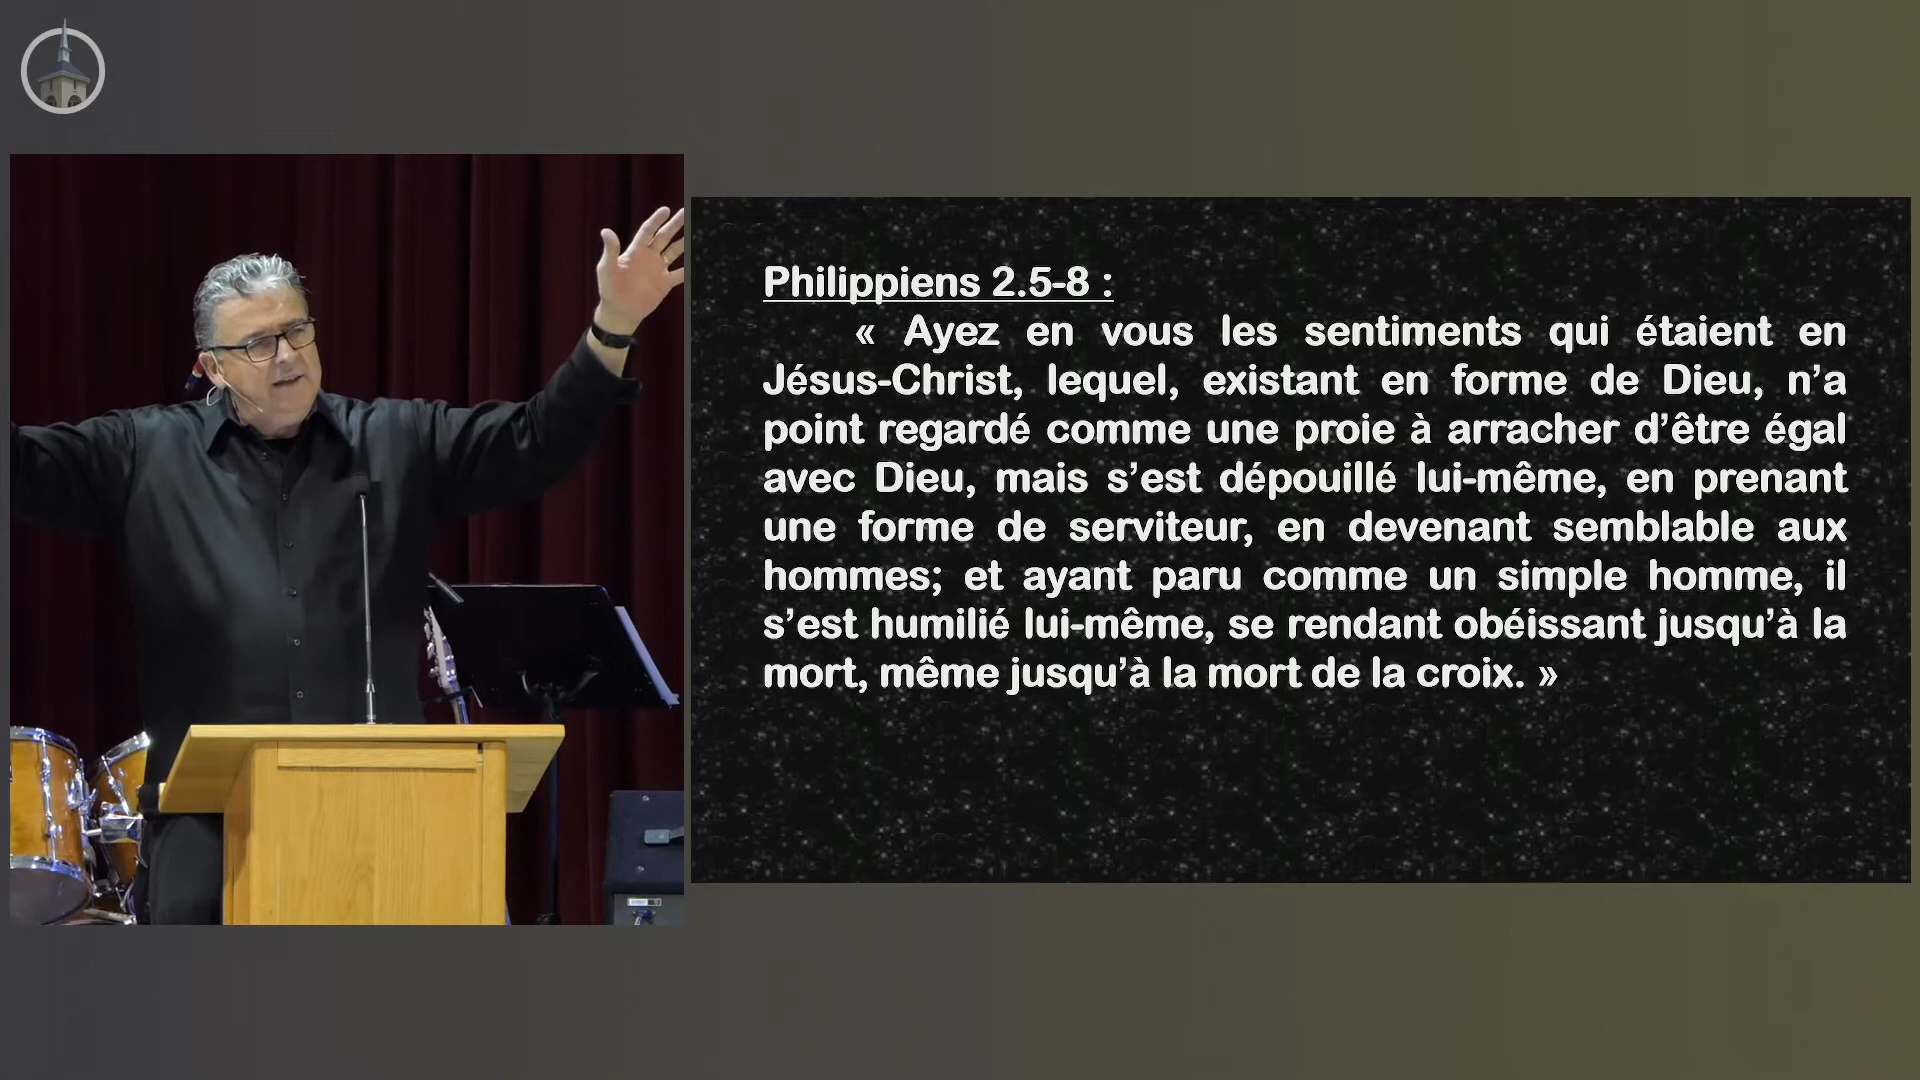 Philippiens 2.5-8 :
« Ayez en vous les sentiments qui étaient en
Jésus-Christ, lequel, existant en forme de Dieu, n’a
point regardé comme une proie à arracher d’être égal
avec Dieu, mais s’est dépouillé lui-même, en prenant
une forme de serviteur, en devenant semblable aux
hommes; et ayant paru comme un simple homme, il
s’est humilié lui-même, se rendant obéissant jusqu’à la
mort, même jusqu’à la mort de la croix. »